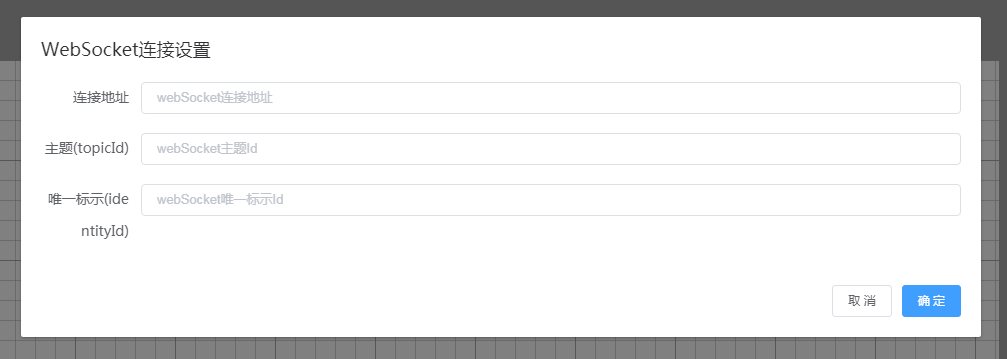 WebSocket连接设置
连接地址 webSocket连接地址
主题(topicId) webSocket主题Id
唯一标示(ide webSocket唯一标示Id
ntityId)
取 消 确 定